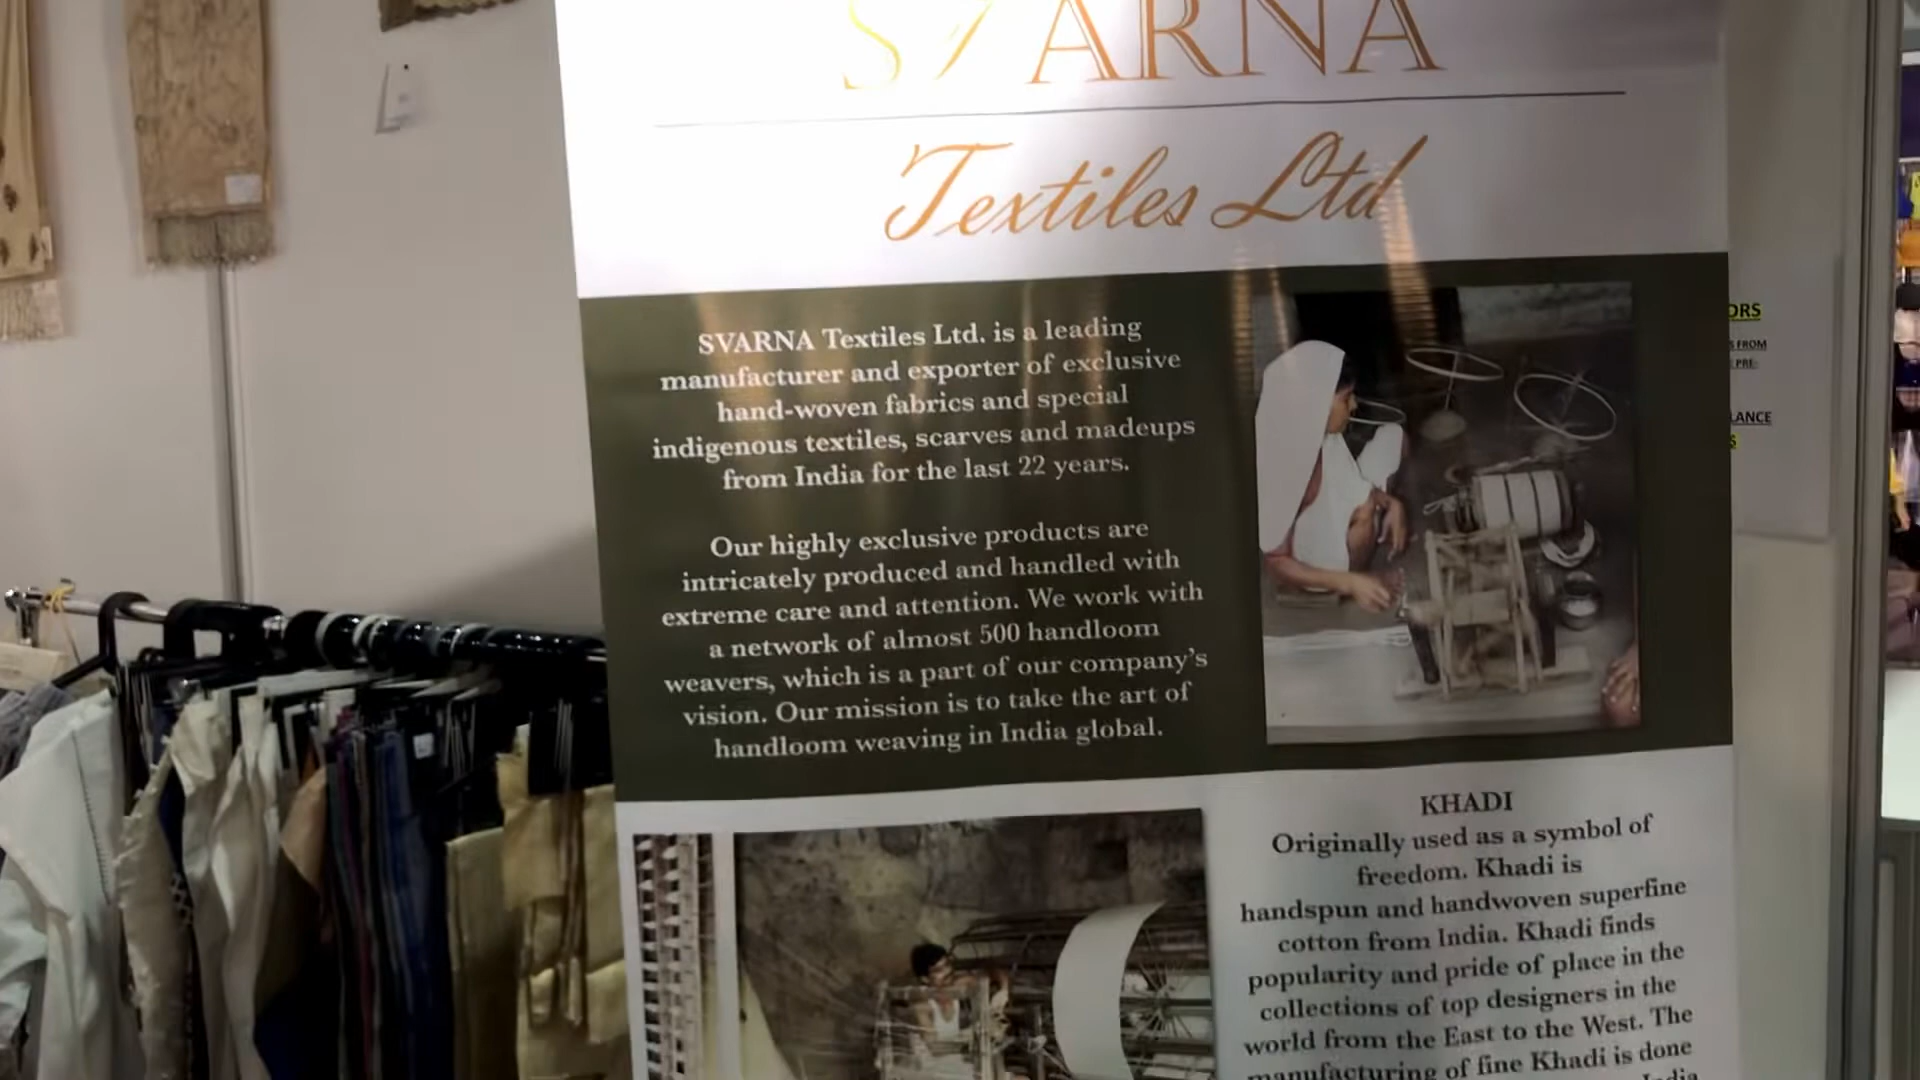 SVARNA
Textiles Ltd
SVARNA Textiles Ltd. is a leading
manufacturer and exporter of exclusive
hand-woven fabrics and special
indigenous textiles, scarves and madeups
from India for the last 22 years.
Our highly exclusive products are
intricately produced and handled with
extreme care and attention. We work with
a network of almost 500 handloom
weavers, which is a part of our company's
vision. Our mission is to take the art of
handloom weaving in India global.
KHADI
Originally used as a symbol of
freedom. Khadi is
handspun and handwoven superfine
cotton from India. Khadi finds
popularity and pride of place in the
collections of top designers in the
world from the East to the West. The
manufacturing of fine Khadi is done
India
ORS
S FROM
PRE-
LANCE
S